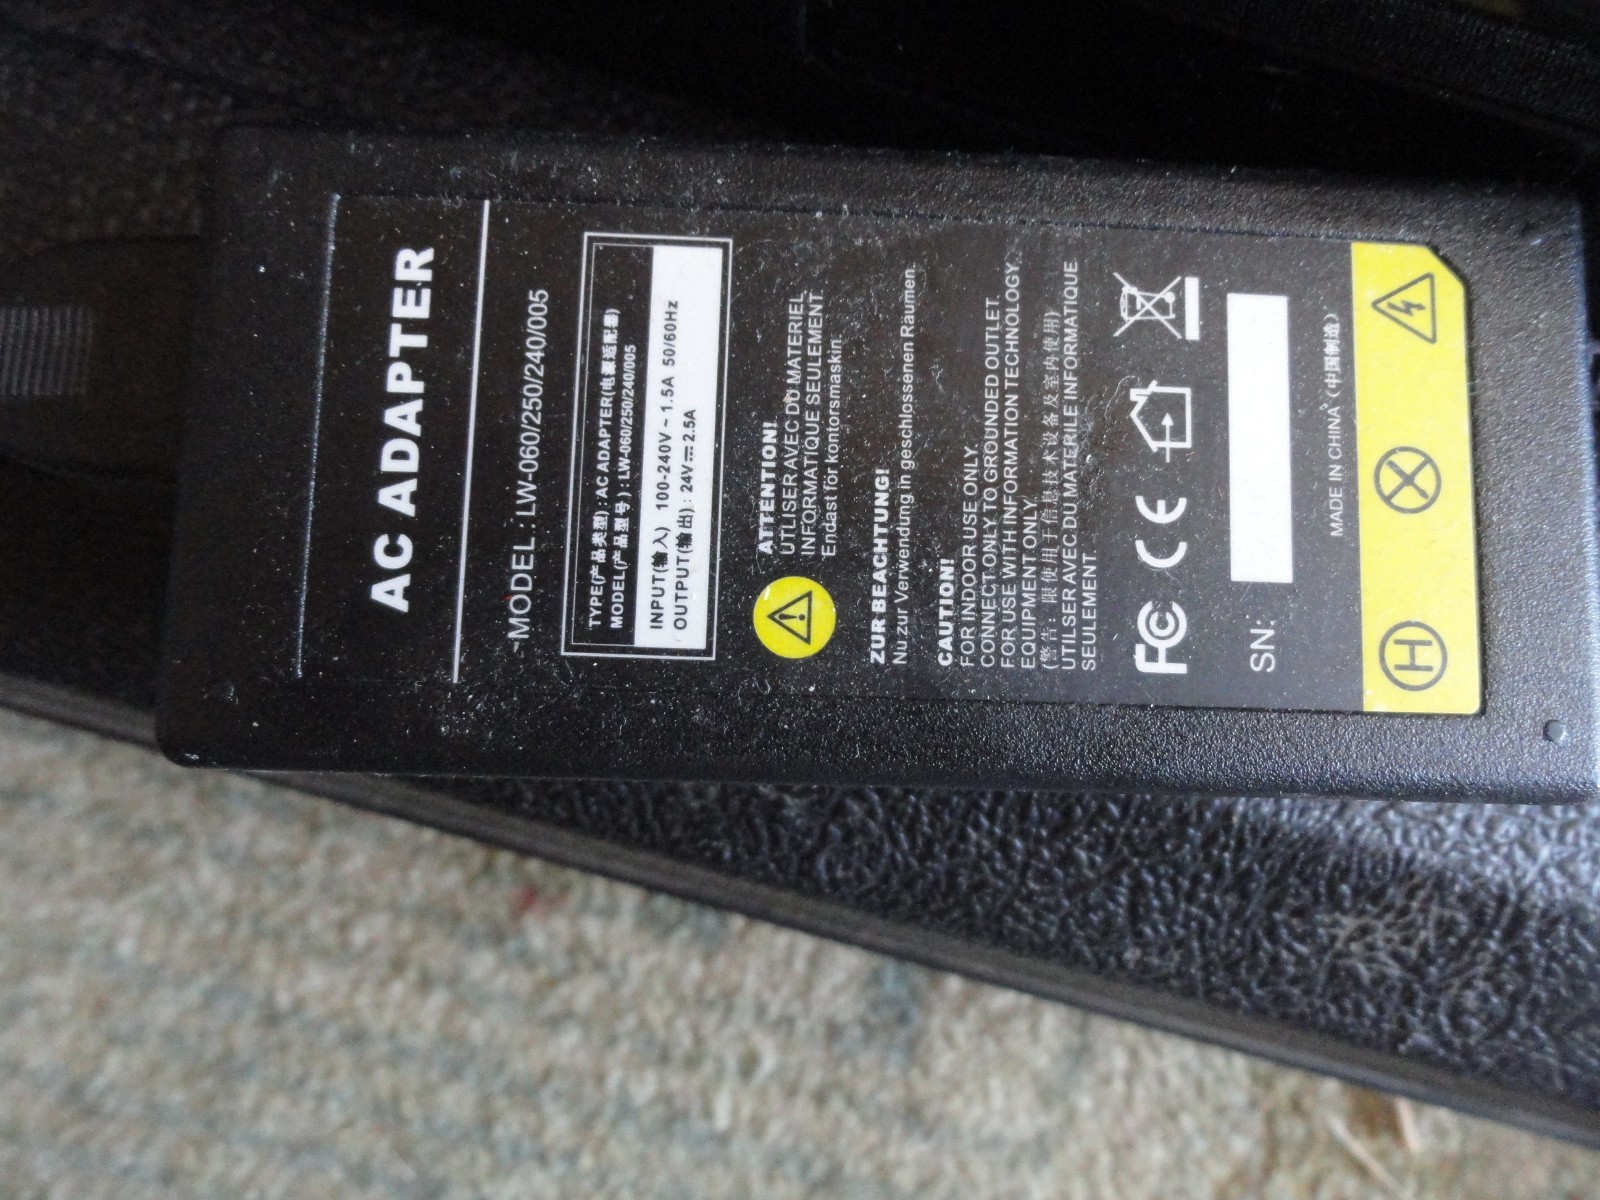 AC ADAPTER
MODEL.: LW-060/250/240/005
TYPE(产品类型): AC ADAPTER(电源适配器)
MODEL(产品型号): LW-060/250/240/005
INPUT(输入) 100-240V~1.5A 50/60Hz
OUTPUT(输出): 24V⎓2.5A
ATTENTION!
UTLISER AVEC DU MATERIEL
INFORMATIQUE SEULEMENT.
Endast för kontorsmaskin
ZUR BEACHTUNG!
Nu zur Verwendung in geschlossenen Räumen.
CAUTION!
FOR INDOOR USE ONLY.
CONNECT ONLY TO GROUNDED OUTLET.
FOR USE WITH INFORMATION TECHNOLOGY.
EQUIPMENT ONLY
(警告: 限使用于信息技术设备及室内使用)
UTILSER AVEC.DU MATERILE INFORMATIQUE
SEULEMENT.
FC CE
SN:
MADE IN CHINA (中国制造)
H